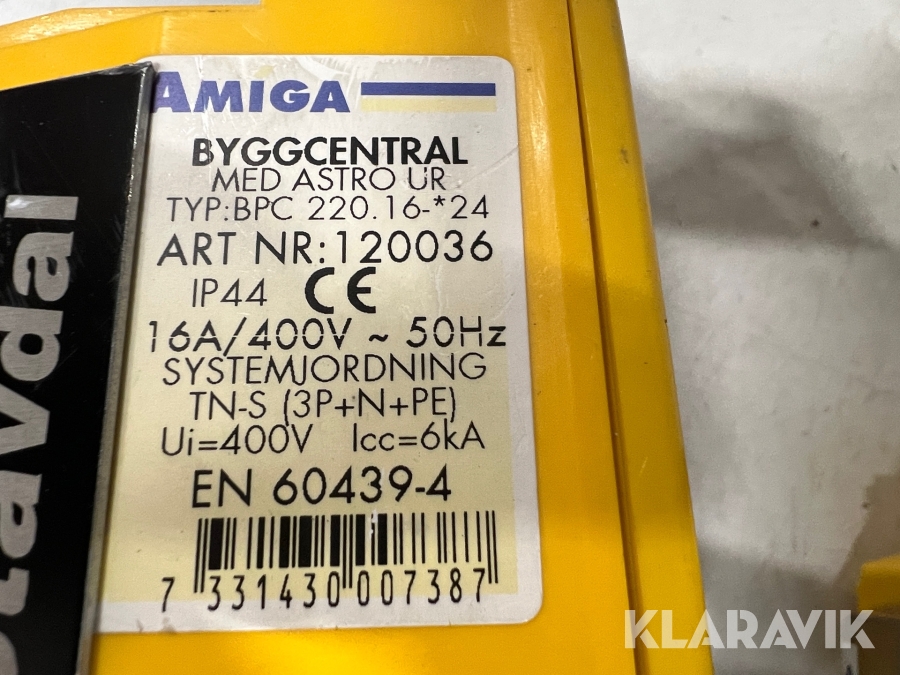 AMIGA
BYGGCENTRAL
MED ASTRO UR
TYP:BPC 220.16-*24
ART NR:120036
IP44 CE
16A/400V ~ 50Hz
SYSTEMJORDNING
TN-S (3P+N+PE)
Ui=400V Icc=6kA
EN 60439-4
7 331430 007387
KLARAVIK